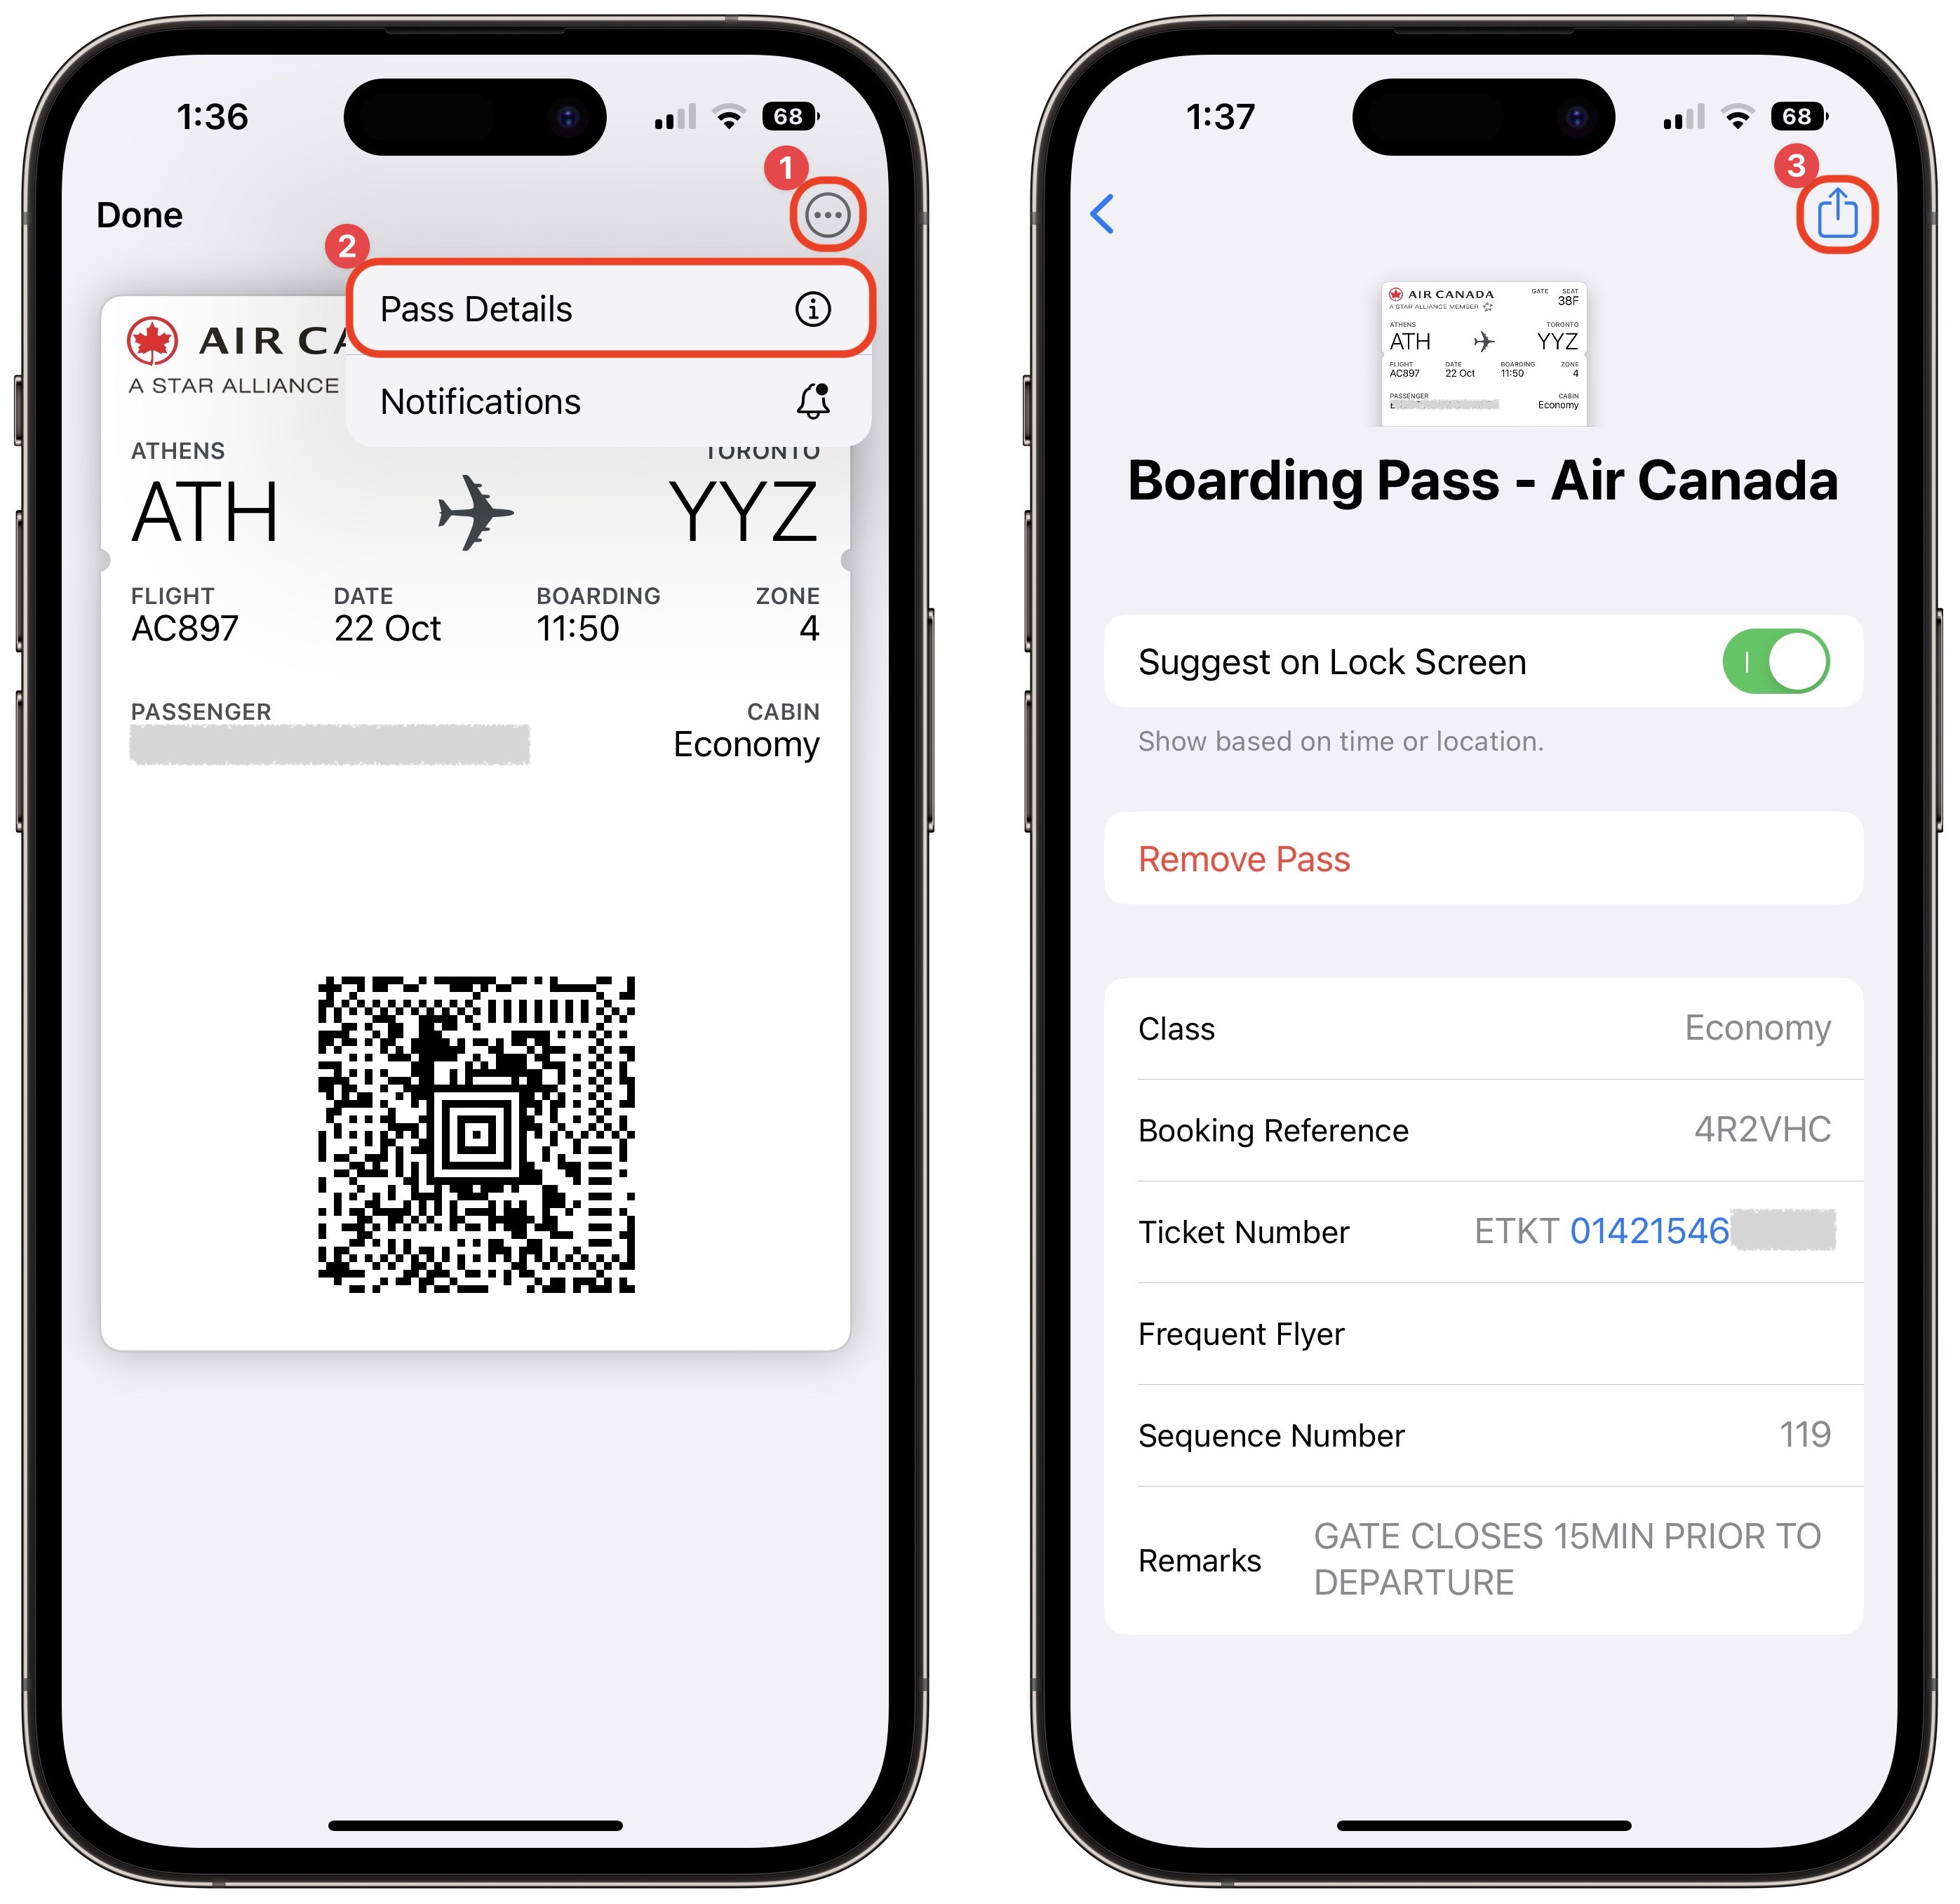 1:36
68
1
Done
2
Pass Details
Notifications
AIR CA
A STAR ALLIANCE
ATHENS TORONTO
ATH YYZ
FLIGHT DATE BOARDING ZONE
AC897 22 Oct 11:50 4
PASSENGER CABIN
Economy
1:37
68
3
AIR CANADA GATE SEAT
38F
A STAR ALLIANCE MEMBER
ATHENS TORONTO
ATH YYZ
FLIGHT DATE BOARDING ZONE
AC897 22 Oct 11:50 4
PASSENGER CABIN
Economy
Boarding Pass - Air Canada
Suggest on Lock Screen
Show based on time or location.
Remove Pass
Class Economy
Booking Reference 4R2VHC
Ticket Number ETKT 01421546
Frequent Flyer
Sequence Number 119
Remarks GATE CLOSES 15MIN PRIOR TO
DEPARTURE